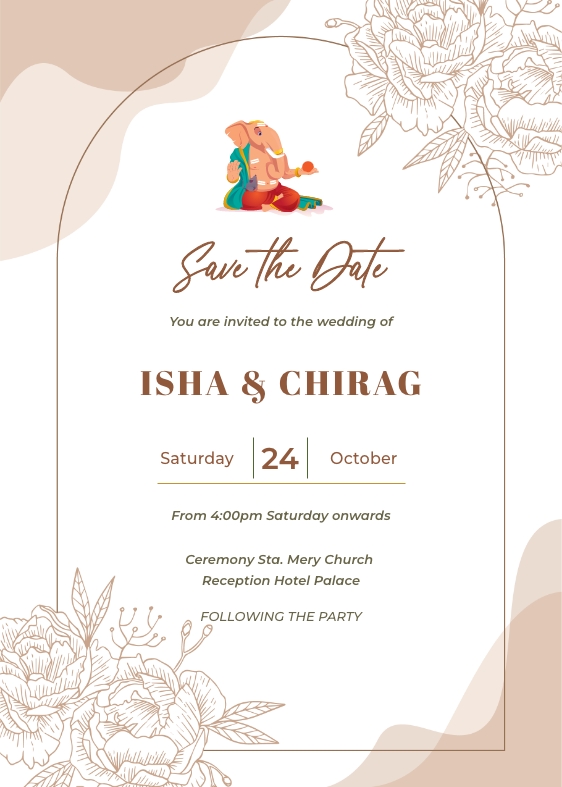 Save the Date
You are invited to the wedding of
ISHA & CHIRAG
Saturday 24 October
From 4:00pm Saturday onwards
Ceremony Sta. Mery Church
Reception Hotel Palace
FOLLOWING THE PARTY